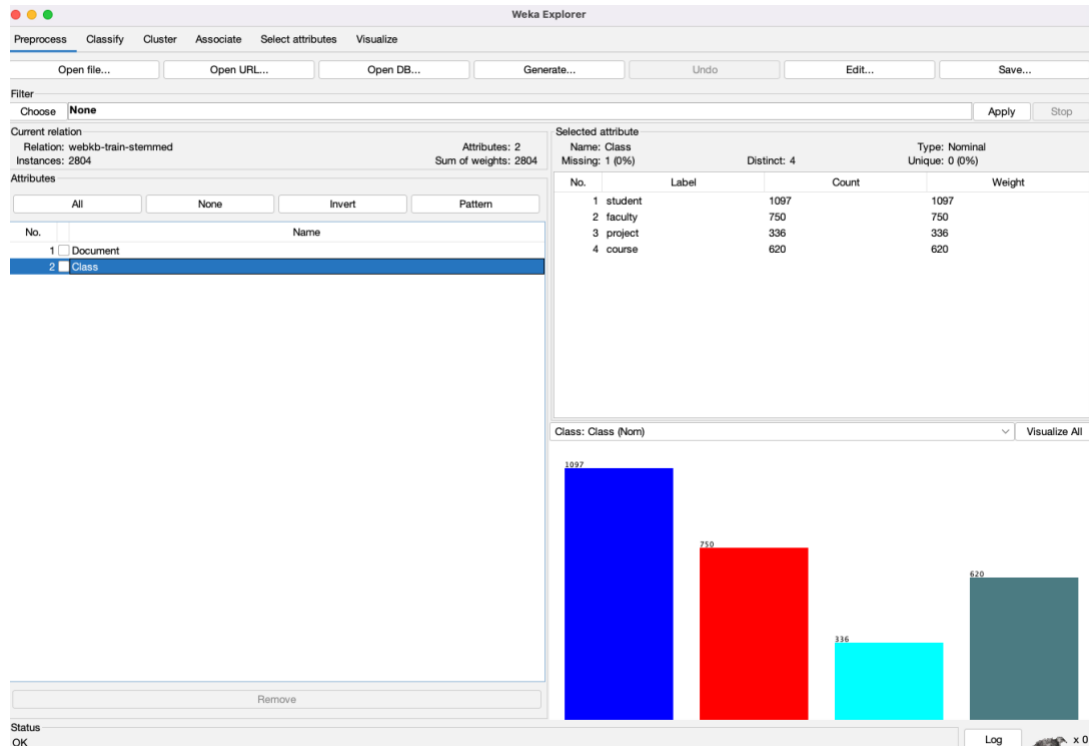 Weka Explorer
Preprocess Classify Cluster Associate Select attributes Visualize
Open file... Open URL... Open DB... Generate... Undo Edit... Save...
Filter
Choose None Apply Stop
Current relation
Relation: webkb-train-stemmed Attributes: 2
Instances: 2804 Sum of weights: 2804
Attributes
All None Invert Pattern
No. Name
1 Document
2 Class
Remove
Selected attribute
Name: Class Type: Nominal
Missing: 1 (0%) Distinct: 4 Unique: 0 (0%)
No. Label Count Weight
1 student 1097 1097
2 faculty 750 750
3 project 336 336
4 course 620 620
Class: Class (Nom) Visualize All
1097
750
336
620
Status
OK
Log x 0